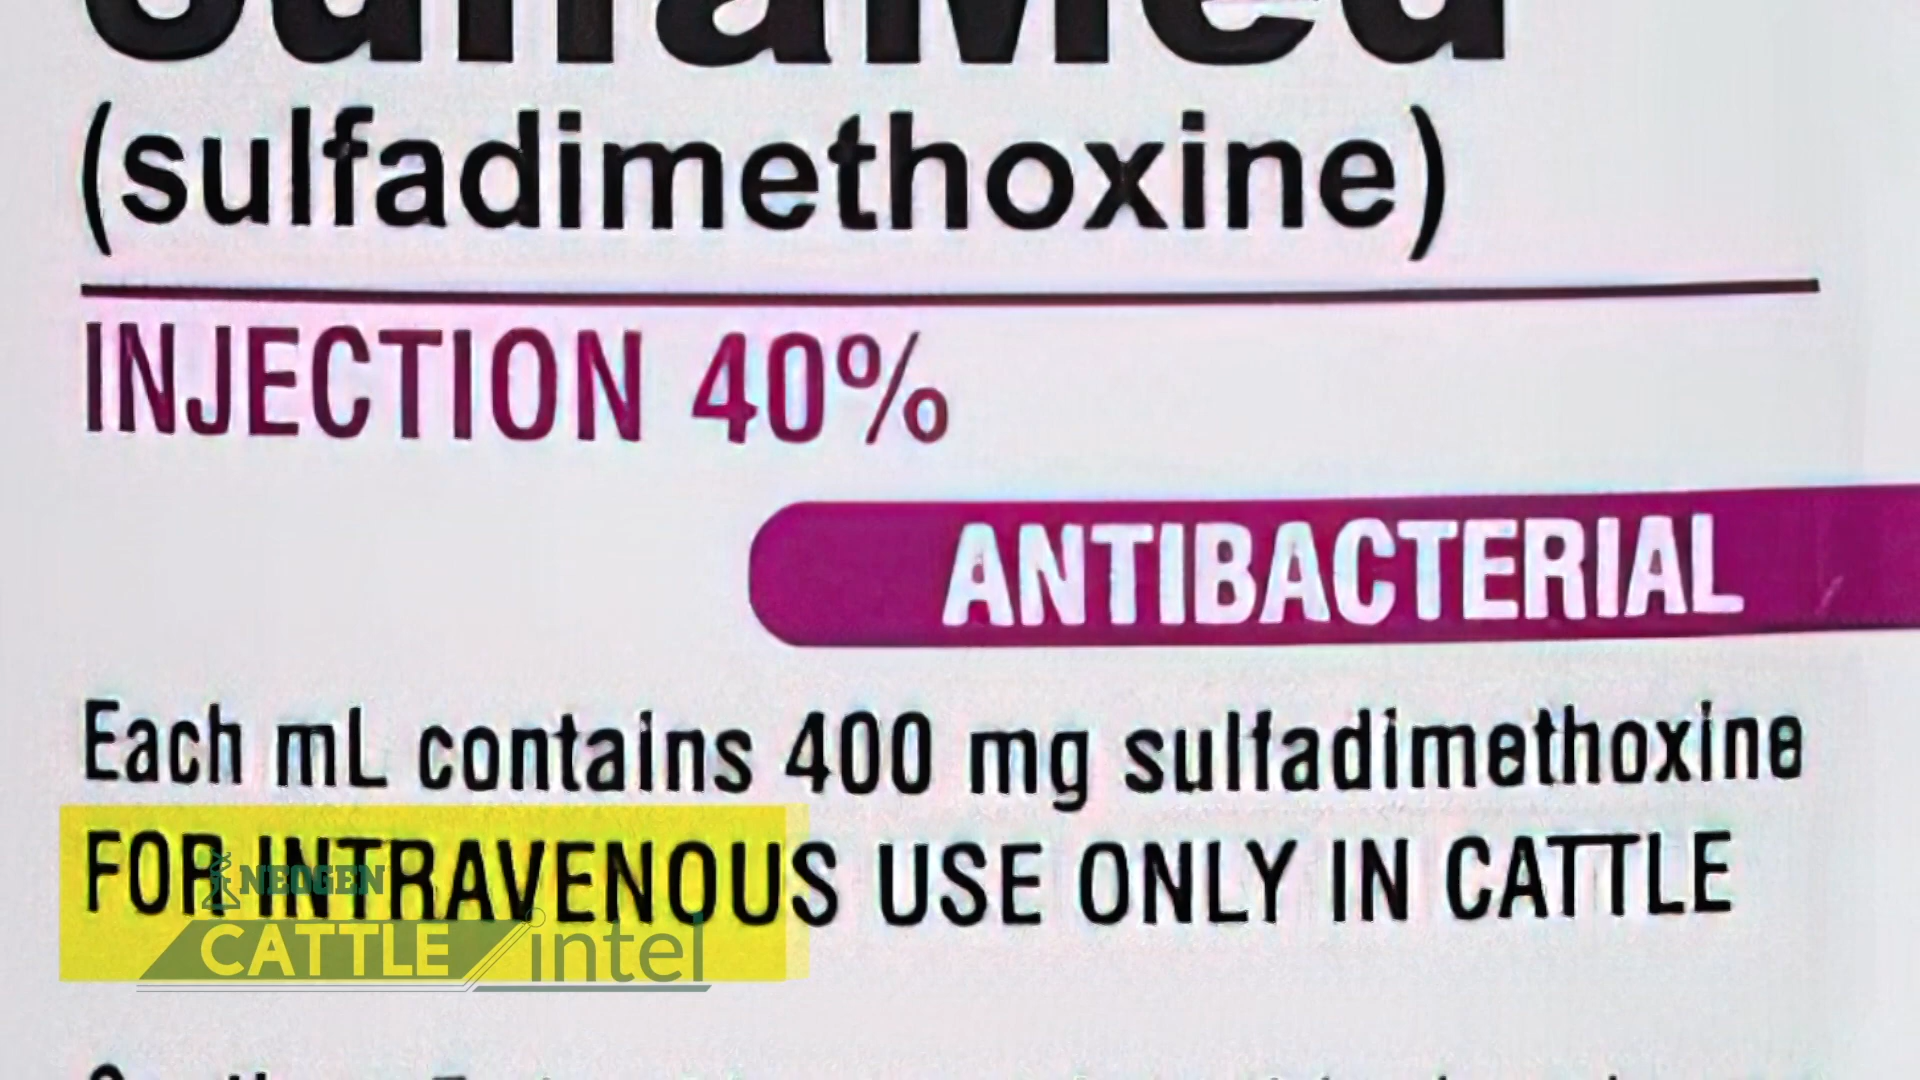 SulfaMed
(sulfadimethoxine)
INJECTION 40%
ANTIBACTERIAL
Each mL contains 400 mg sulfadimethoxine
FOR INTRAVENOUS USE ONLY IN CATTLE
NEOGEN
CATTLE intel